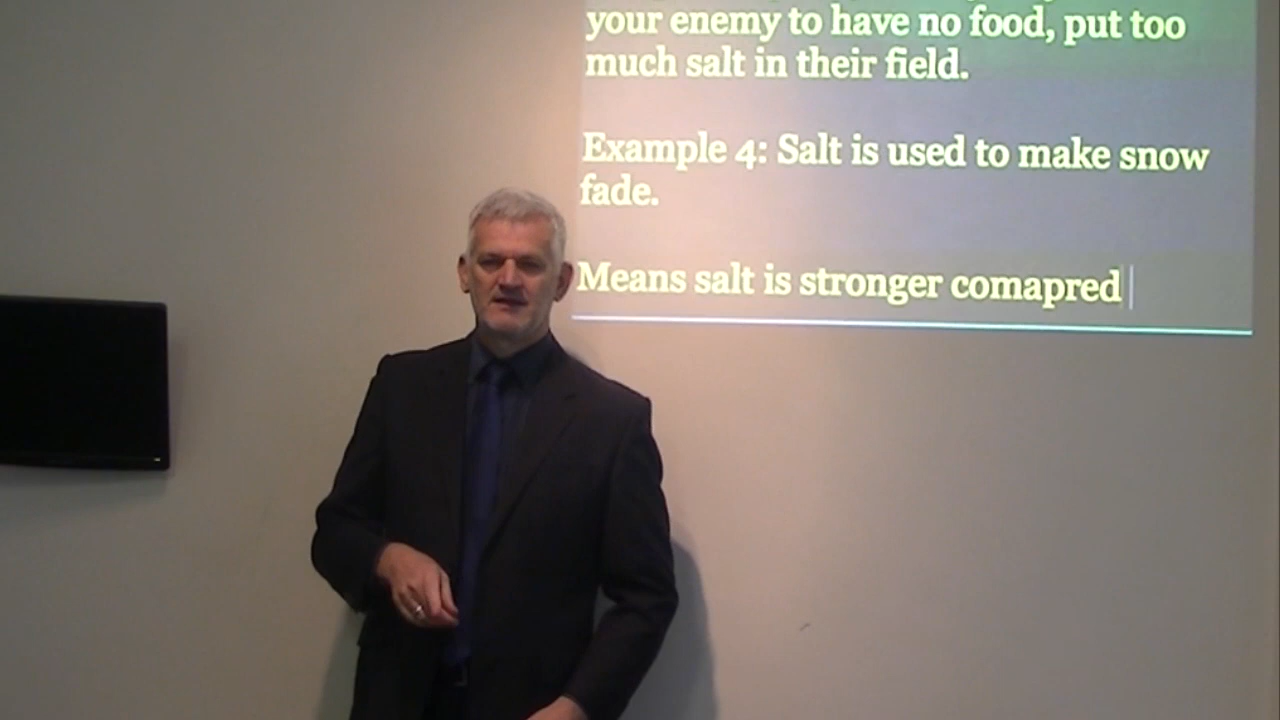 your enemy to have no food, put too
much salt in their field.
Example 4: Salt is used to make snow
fade.
Means salt is stronger comapred